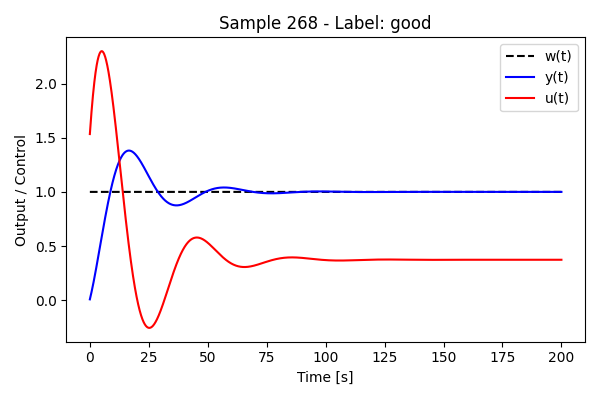 Sample 268 - Label: good
w(t)
y(t)
u(t)
Output / Control
2.0
1.5
1.0
0.5
0.0
0 25 50 75 100 125 150 175 200
Time [s]